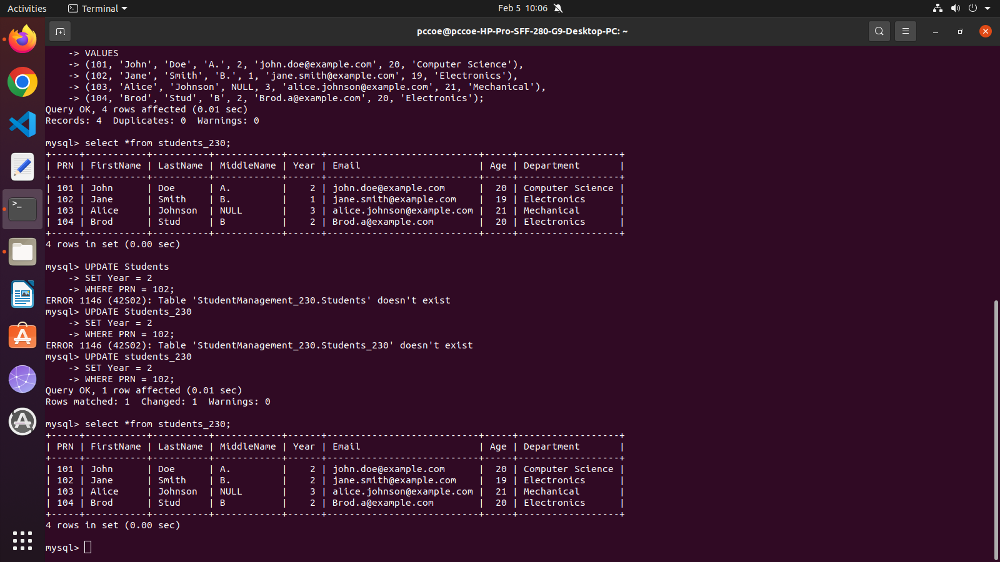 Activities
Terminal
Feb 5 10:06
pccoe@pccoe-HP-Pro-SFF-280-G9-Desktop-PC: ~
    -> VALUES
    -> (101, 'John', 'Doe', 'A.', 2, 'john.doe@example.com', 20, 'Computer Science'),
    -> (102, 'Jane', 'Smith', 'B.', 1, 'jane.smith@example.com', 19, 'Electronics'),
    -> (103, 'Alice', 'Johnson', NULL, 3, 'alice.johnson@example.com', 21, 'Mechanical'),
    -> (104, 'Brod', 'Stud', 'B', 2, 'Brod.a@example.com', 20, 'Electronics');
Query OK, 4 rows affected (0.01 sec)
Records: 4  Duplicates: 0  Warnings: 0
mysql> select *from students_230;
+-----+-----------+----------+------------+------+---------------------------+-----+------------------+
| PRN | FirstName | LastName | MiddleName | Year | Email                     | Age | Department       |
+-----+-----------+----------+------------+------+---------------------------+-----+------------------+
| 101 | John      | Doe      | A.         |    2 | john.doe@example.com      |  20 | Computer Science |
| 102 | Jane      | Smith    | B.         |    1 | jane.smith@example.com    |  19 | Electronics      |
| 103 | Alice     | Johnson  | NULL       |    3 | alice.johnson@example.com |  21 | Mechanical       |
| 104 | Brod      | Stud     | B          |    2 | Brod.a@example.com        |  20 | Electronics      |
+-----+-----------+----------+------------+------+---------------------------+-----+------------------+
4 rows in set (0.00 sec)
mysql> UPDATE Students
    -> SET Year = 2
    -> WHERE PRN = 102;
ERROR 1146 (42S02): Table 'StudentManagement_230.Students' doesn't exist
mysql> UPDATE Students_230
    -> SET Year = 2
    -> WHERE PRN = 102;
ERROR 1146 (42S02): Table 'StudentManagement_230.Students_230' doesn't exist
mysql> UPDATE students_230
    -> SET Year = 2
    -> WHERE PRN = 102;
Query OK, 1 row affected (0.01 sec)
Rows matched: 1  Changed: 1  Warnings: 0
mysql> select *from students_230;
+-----+-----------+----------+------------+------+---------------------------+-----+------------------+
| PRN | FirstName | LastName | MiddleName | Year | Email                     | Age | Department       |
+-----+-----------+----------+------------+------+---------------------------+-----+------------------+
| 101 | John      | Doe      | A.         |    2 | john.doe@example.com      |  20 | Computer Science |
| 102 | Jane      | Smith    | B.         |    2 | jane.smith@example.com    |  19 | Electronics      |
| 103 | Alice     | Johnson  | NULL       |    3 | alice.johnson@example.com |  21 | Mechanical       |
| 104 | Brod      | Stud     | B          |    2 | Brod.a@example.com        |  20 | Electronics      |
+-----+-----------+----------+------------+------+---------------------------+-----+------------------+
4 rows in set (0.00 sec)
mysql>